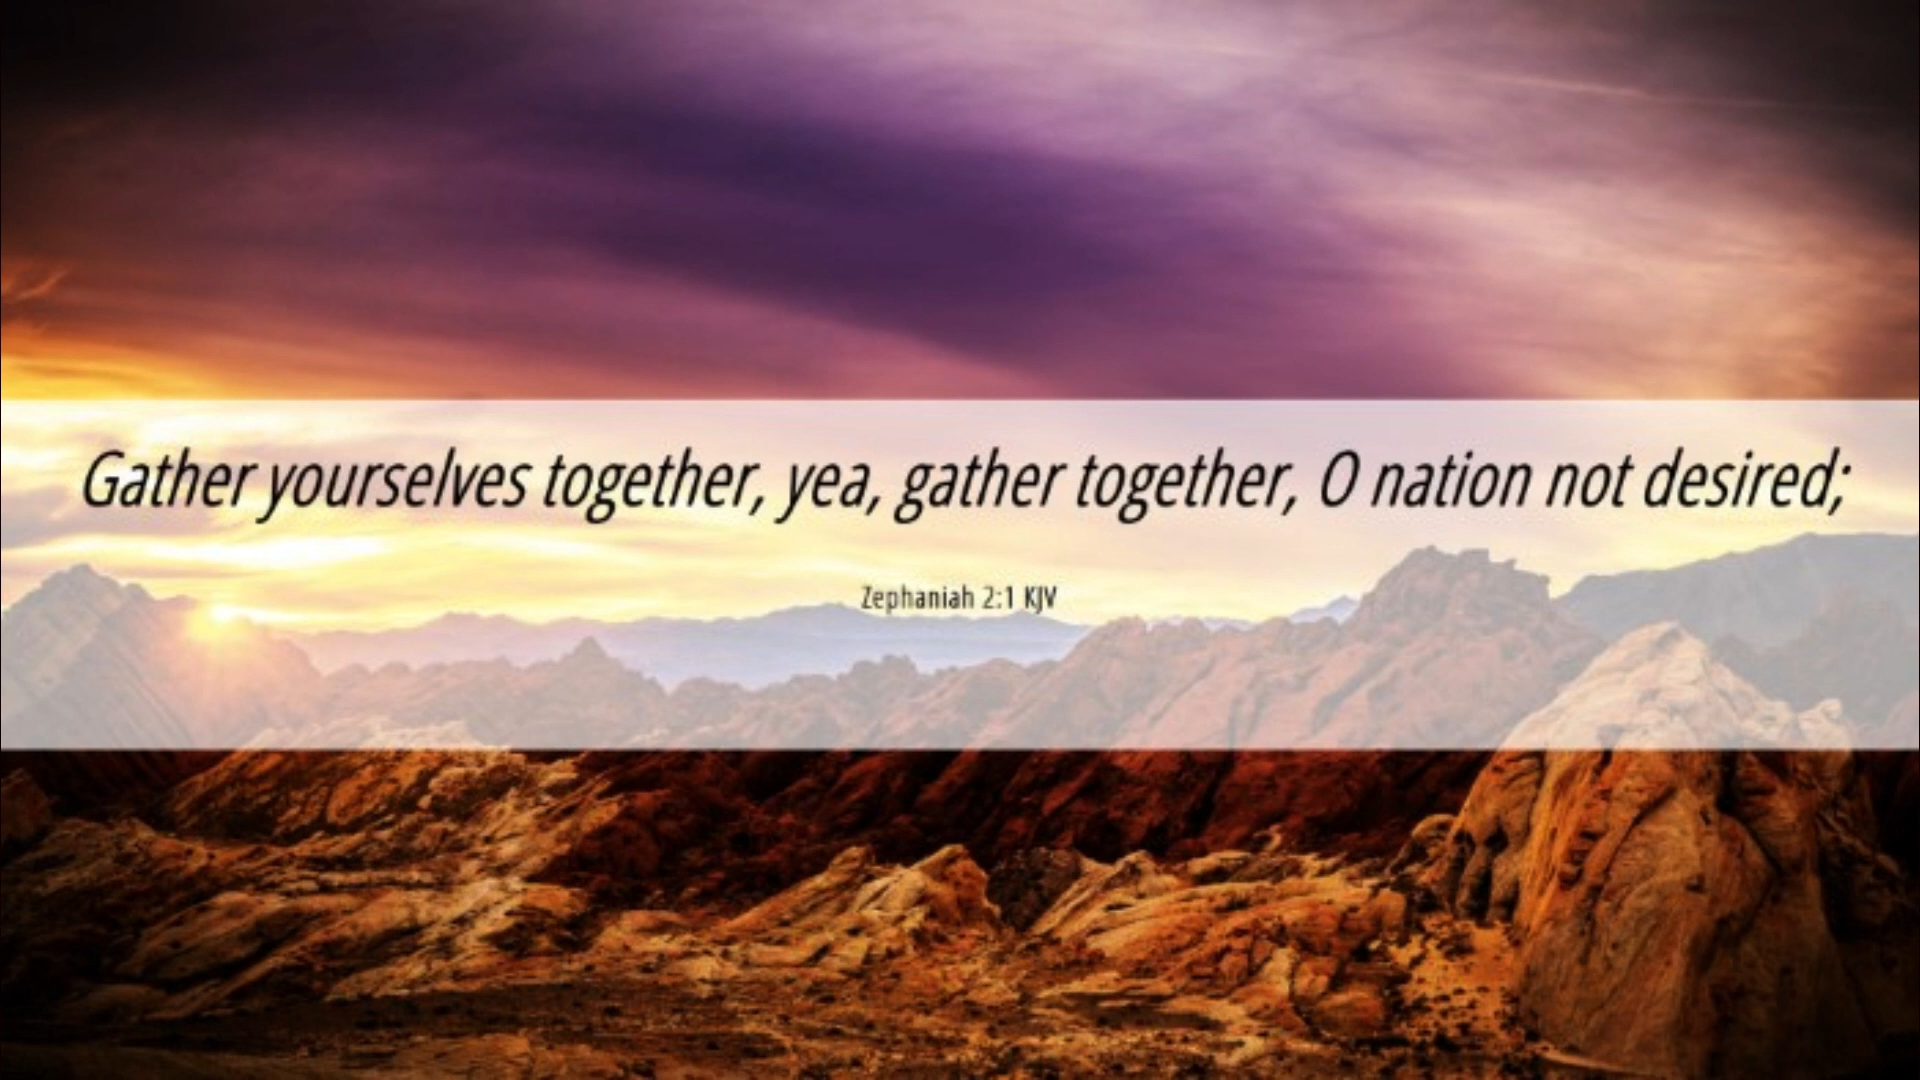 Gather yourselves together, yea, gather together, O nation not desired;
Zephaniah 2:1 KJV